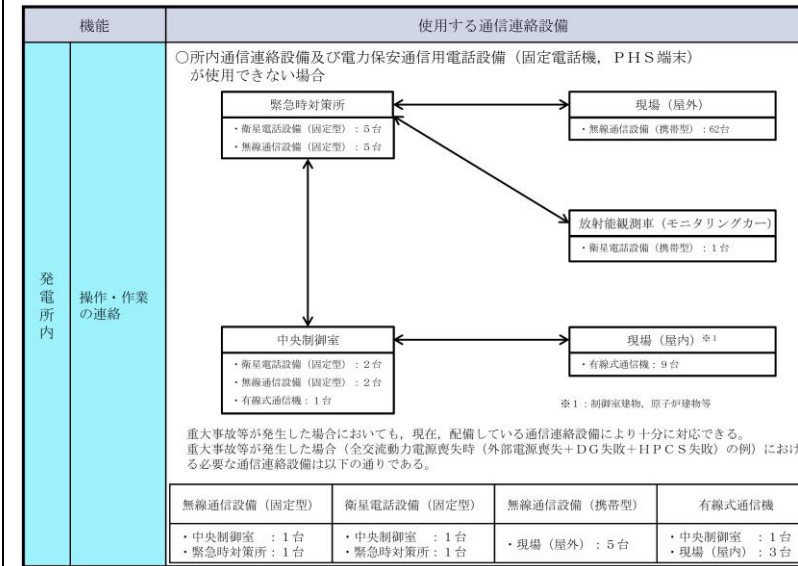 機能
使用する通信連絡設備
発電所内
操作・作業
の連絡
○所内通信連絡設備及び電力保安通信用電話設備（固定電話機，ＰＨＳ端末）
が使用できない場合
緊急時対策所
・衛星電話設備（固定型）：５台
・無線通信設備（固定型）：５台
現場（屋外）
・無線通信設備（携帯型）：62台
放射能観測車（モニタリングカー）
・衛星電話設備（携帯型）：１台
中央制御室
・衛星電話設備（固定型）：２台
・無線通信設備（固定型）：２台
・有線式通信機：１台
現場（屋内）※１
・有線式通信機：９台
※１：制御室建物，原子炉建物等
重大事故等が発生した場合においても，現在，配備している通信連絡設備により十分に対応できる。
重大事故等が発生した場合（全交流動力電源喪失時（外部電源喪失＋ＤＧ失敗＋ＨＰＣＳ失敗）の例）におけ
る必要な通信連絡設備は以下の通りである。
無線通信設備（固定型）
衛星電話設備（固定型）
無線通信設備（携帯型）
有線式通信機
・中央制御室　：１台
・緊急時対策所：１台
・中央制御室　：１台
・緊急時対策所：１台
・現場（屋外）：５台
・中央制御室　：１台
・現場（屋内）：３台